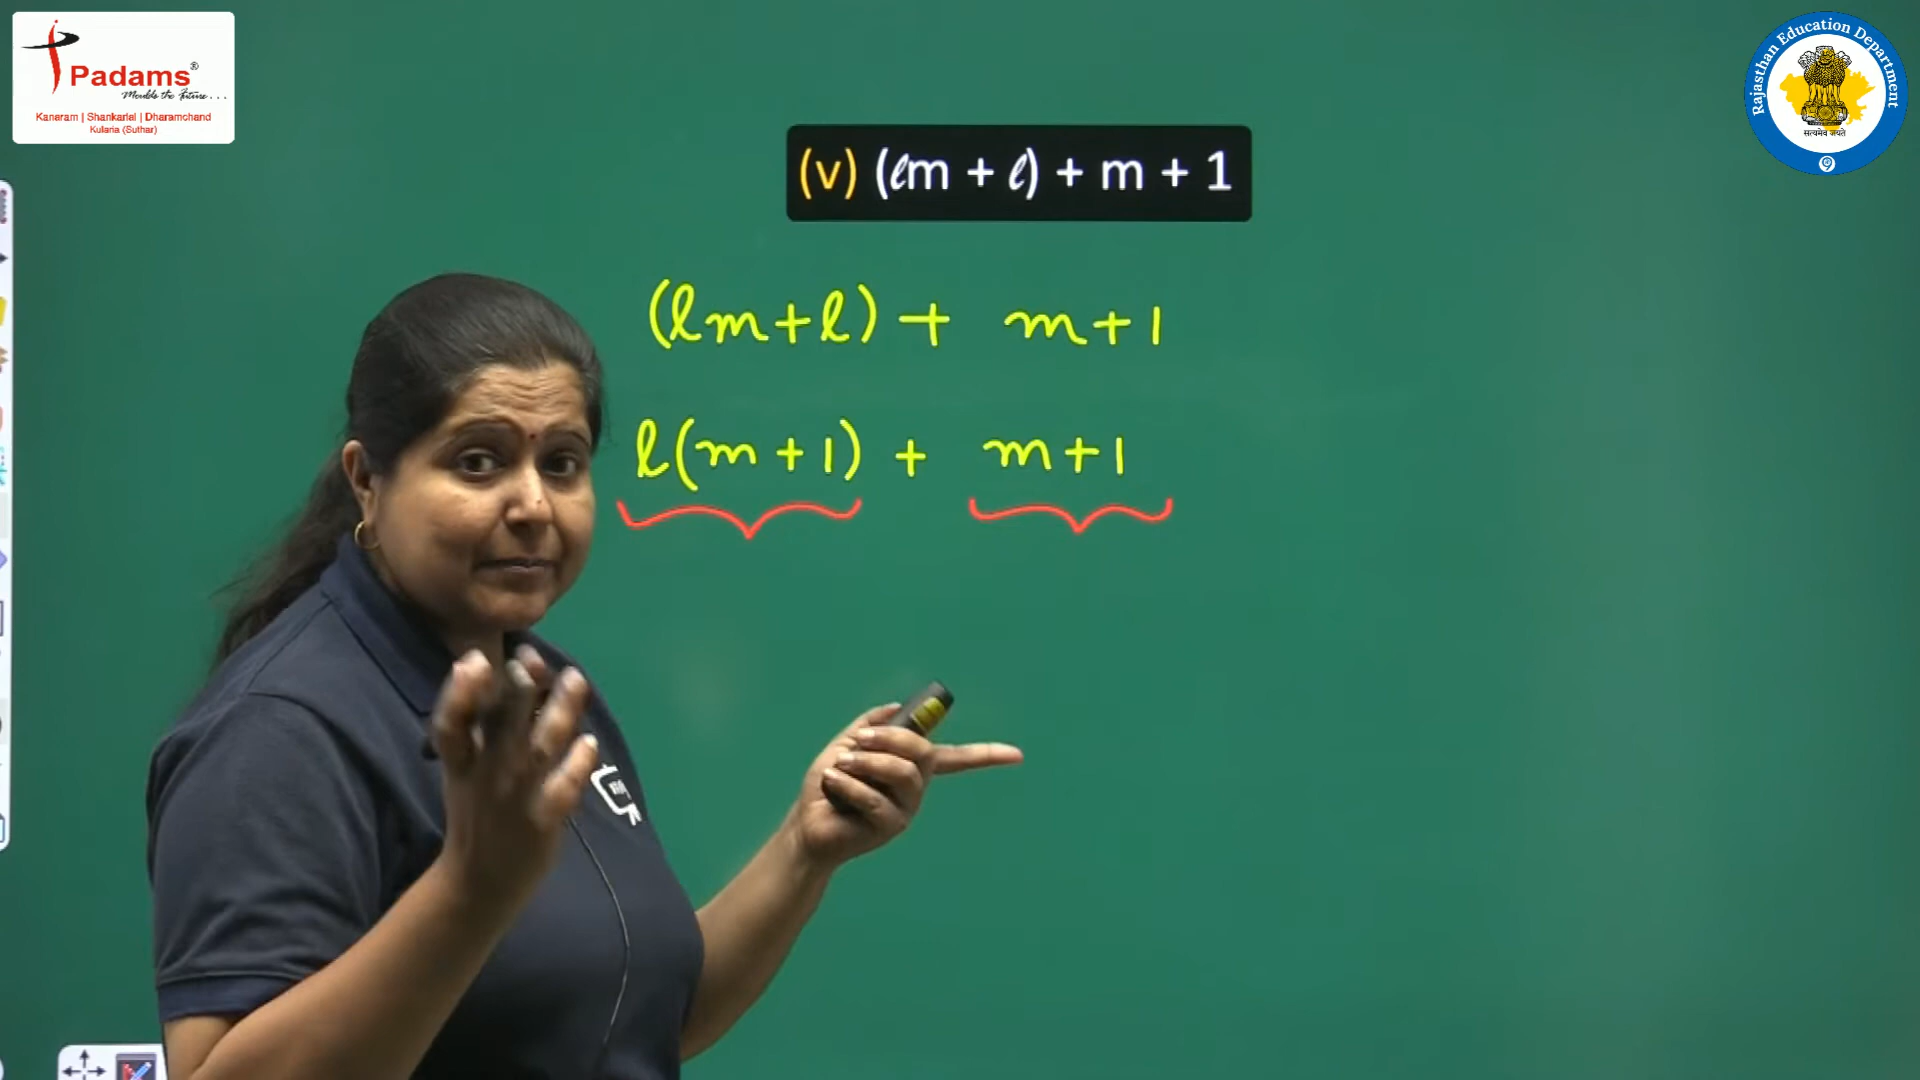 Padams®
Moulds the Future...
Kanaram | Shankarlal | Dharamchand
Kularia (Suthar)
Rajasthan Education Department
सत्यमेव जयते
(v) (ℓm + ℓ) + m + 1
(ℓm+ℓ) + m+1
ℓ(m+1) + m+1